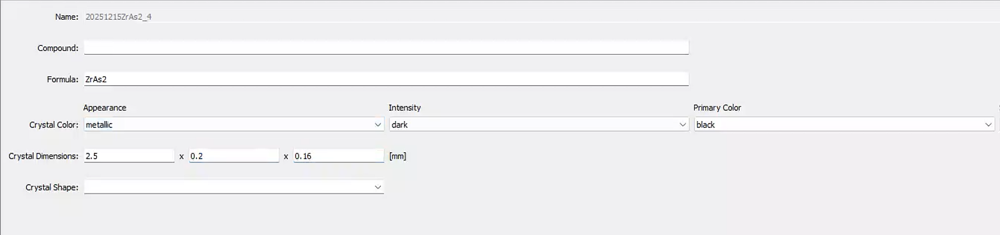 Name: 20251215ZrAs2_4
Compound:
Formula: ZrAs2
Appearance Intensity Primary Color
Crystal Color: metallic dark black
Crystal Dimensions: 2.5 x 0.2 x 0.16 [mm]
Crystal Shape: